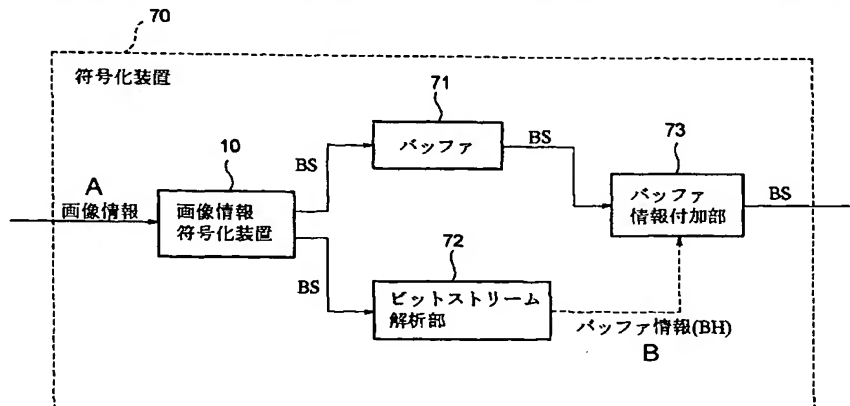 70
符号化装置
71
バッファ
BS
BS
73
バッファ
情報付加部
BS
10
A
画像情報
画像情報
符号化装置
72
BS
ビットストリーム
解析部
バッファ情報(BH)
B